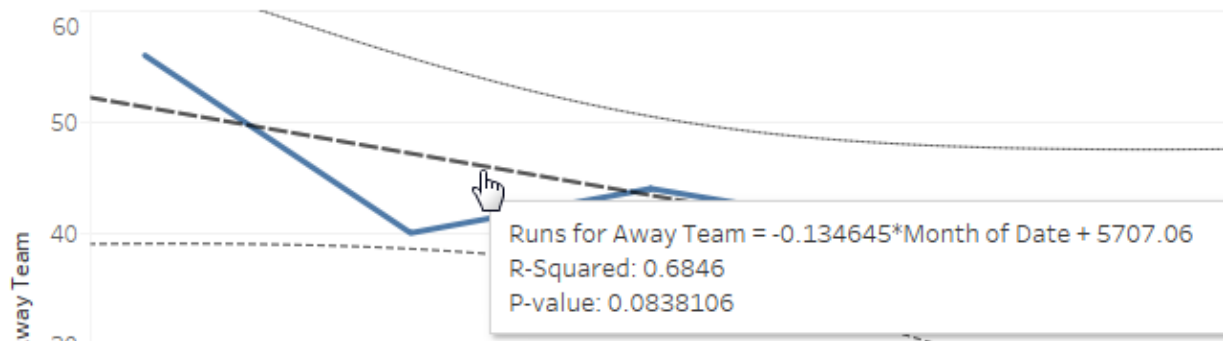 60
50
40
way Team
Runs for Away Team = -0.134645*Month of Date + 5707.06
R-Squared: 0.6846
P-value: 0.0838106